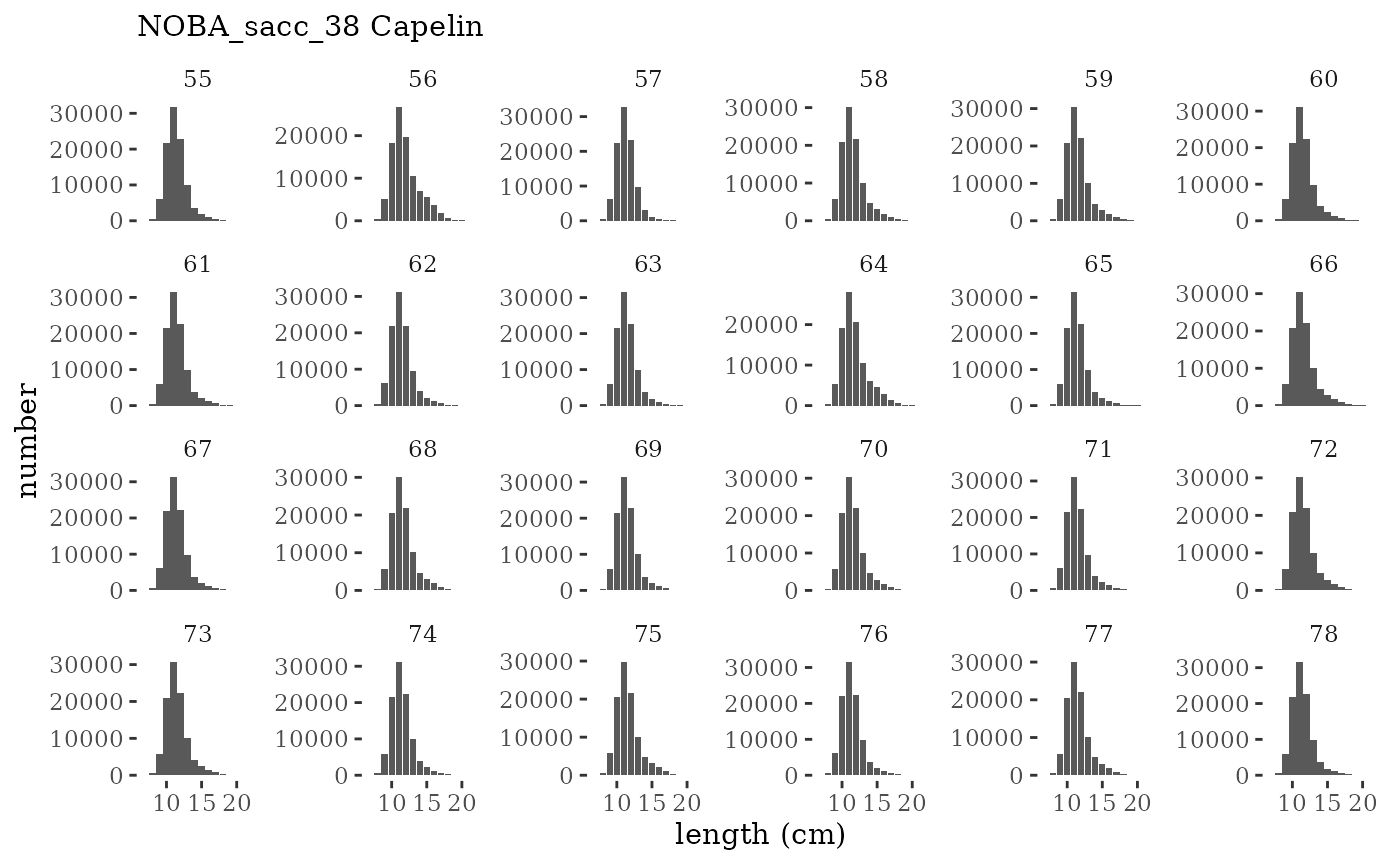 NOBA_sacc_38 Capelin
55 56 57 58 59 60
30000 20000 30000 30000 30000 30000
20000 10000 20000 20000 20000 20000
10000 0 10000 10000 10000 10000
0 0 0 0 0
61 62 63 64 65 66
30000 30000 30000 20000 30000 30000
20000 20000 20000 10000 20000 20000
10000 10000 10000 0 10000 10000
0 0 0 0 0
number
67 68 69 70 71 72
30000 30000 30000 30000 30000 30000
20000 20000 20000 20000 20000 20000
10000 10000 10000 10000 10000 10000
0 0 0 0 0 0
73 74 75 76 77 78
30000 30000 30000 30000 30000 30000
20000 20000 20000 20000 20000 20000
10000 10000 10000 10000 10000 10000
0 0 0 0 0 0
10 15 20 10 15 20 10 15 20 10 15 20 10 15 20 10 15 20
length (cm)